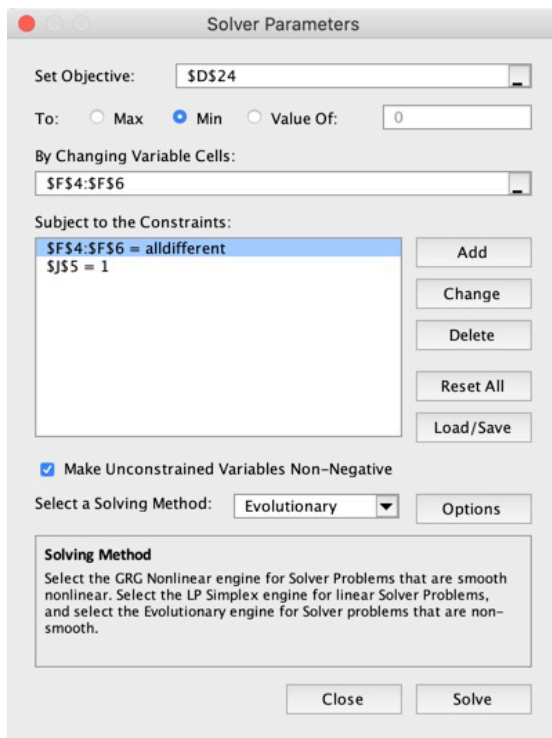 Solver Parameters
Set Objective: $D$24
To: Max Min Value Of: 0
By Changing Variable Cells:
$F$4:$F$6
Subject to the Constraints:
$F$4:$F$6 = alldifferent
$J$5 = 1
Add
Change
Delete
Reset All
Load/Save
Make Unconstrained Variables Non-Negative
Select a Solving Method: Evolutionary Options
Solving Method
Select the GRG Nonlinear engine for Solver Problems that are smooth
nonlinear. Select the LP Simplex engine for linear Solver Problems,
and select the Evolutionary engine for Solver problems that are non-
smooth.
Close Solve